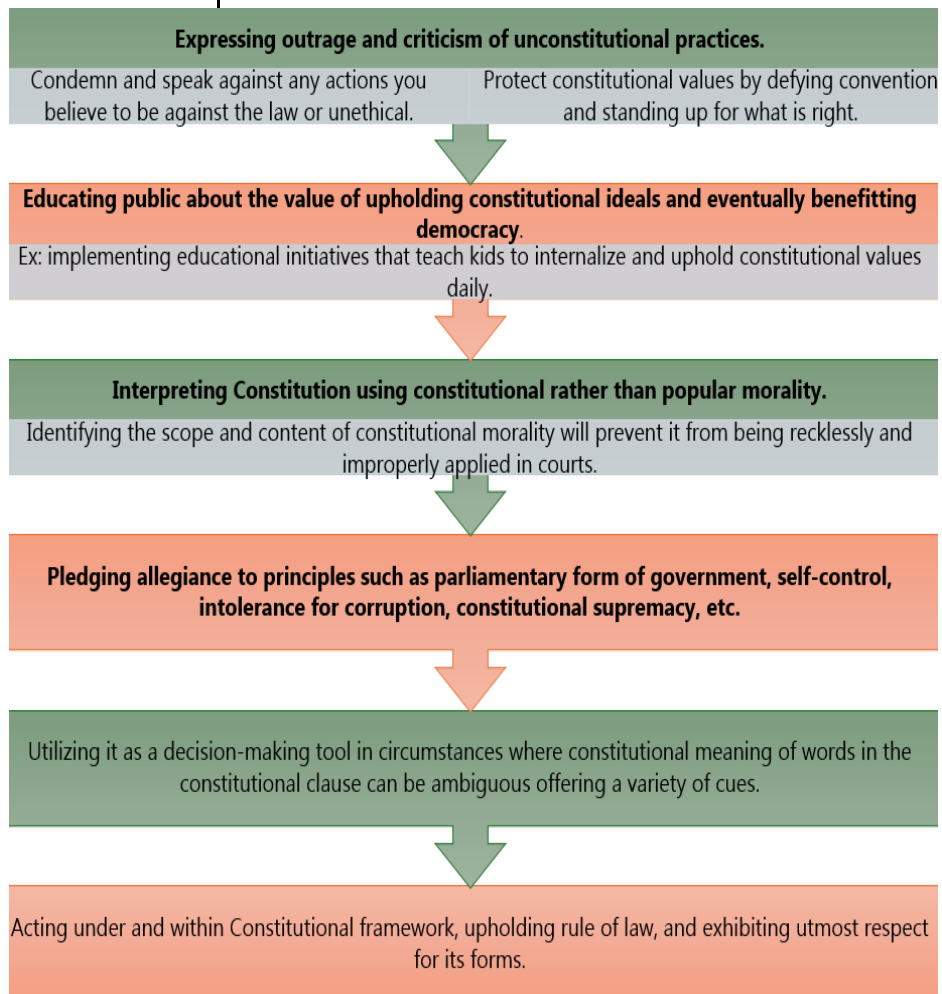 Expressing outrage and criticism of unconstitutional practices.
Condemn and speak against any actions you
believe to be against the law or unethical.
Protect constitutional values by defying convention
and standing up for what is right.
Educating public about the value of upholding constitutional ideals and eventually benefitting
democracy.
Ex: implementing educational initiatives that teach kids to internalize and uphold constitutional values
daily.
Interpreting Constitution using constitutional rather than popular morality.
Identifying the scope and content of constitutional morality will prevent it from being recklessly and
improperly applied in courts.
Pledging allegiance to principles such as parliamentary form of government, self-control,
intolerance for corruption, constitutional supremacy, etc.
Utilizing it as a decision-making tool in circumstances where constitutional meaning of words in the
constitutional clause can be ambiguous offering a variety of cues.
Acting under and within Constitutional framework, upholding rule of law, and exhibiting utmost respect
for its forms.